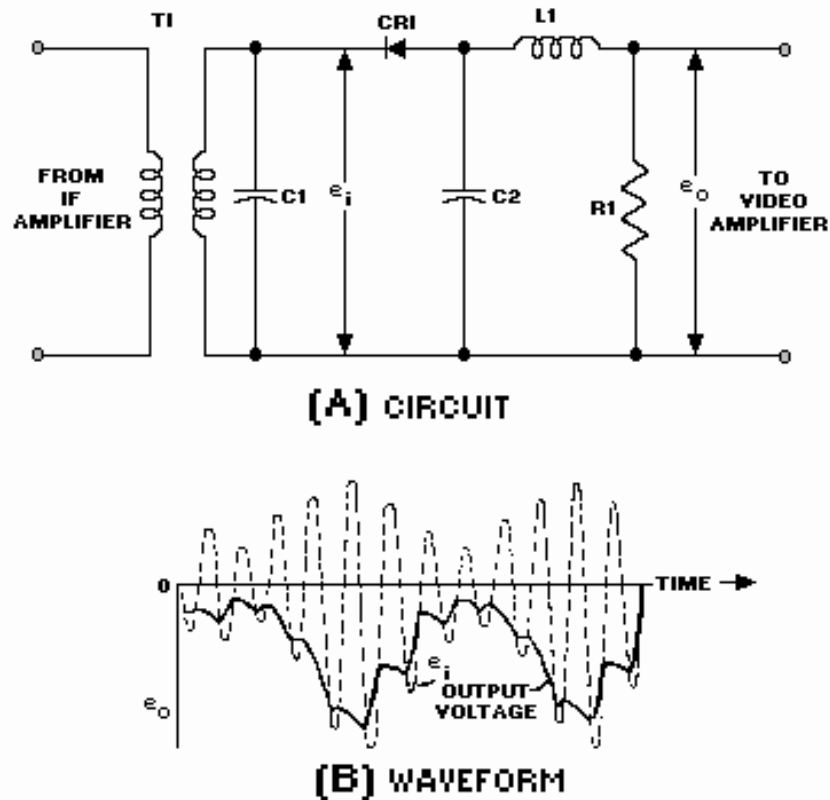 T1
CR1
L1
FROM
IF
AMPLIFIER
C1
ei
C2
R1
eo
TO
VIDEO
AMPLIFIER
(A) CIRCUIT
0
TIME
ei
OUTPUT
VOLTAGE
eo
(B) WAVEFORM